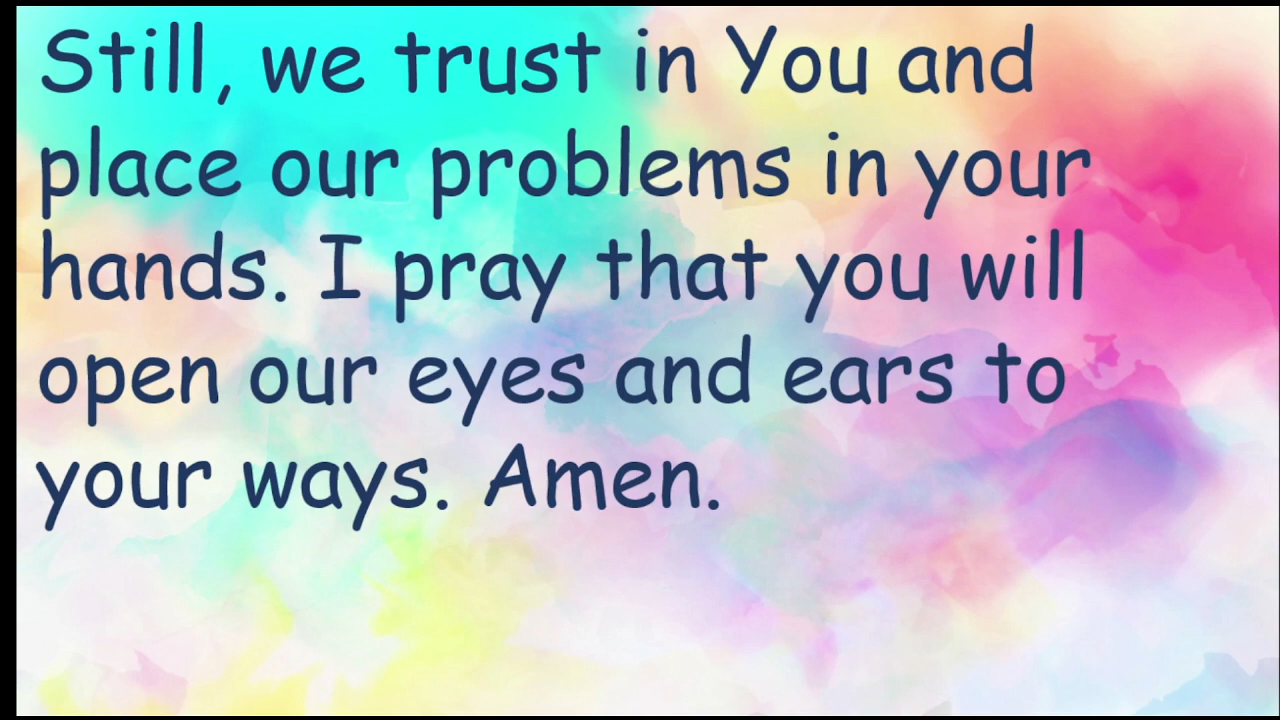 Still, we trust in You and
place our problems in your
hands. I pray that you will
open our eyes and ears to
your ways. Amen.